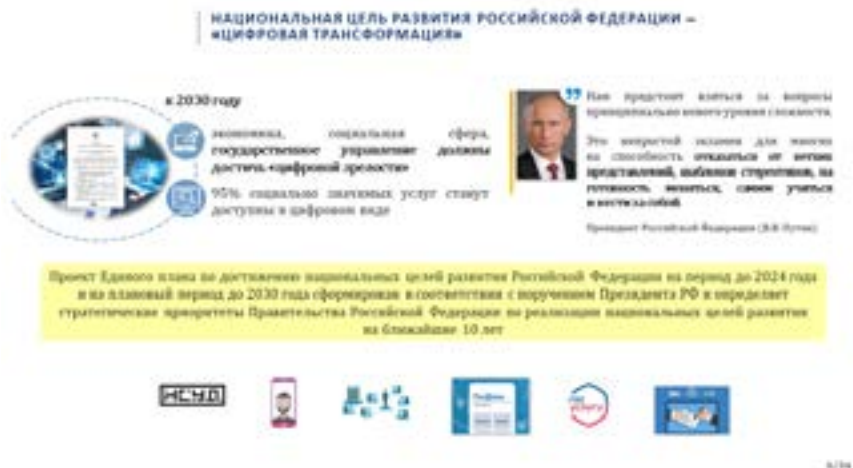 НАЦИОНАЛЬНАЯ ЦЕЛЬ РАЗВИТИЯ РОССИЙСКОЙ ФЕДЕРАЦИИ –
«ЦИФРОВАЯ ТРАНСФОРМАЦИЯ»
к 2030 году
экономика, социальная сфера,
государственное управление должны
достичь «цифровой зрелости»
95% социально значимых услуг станут
доступны в цифровом виде
Нам предстоит взяться за вопросы
принципиально нового уровня сложности.
Это непростой экзамен для многих
на способность отказаться от
представлений, шаблонов стереотипов, на
готовность меняться, самим учиться
и вести за собой
Президент Российской Федерации (В.В. Путин)
Проект Единого плана по достижению национальных целей развития Российской Федерации на период до 2024 года
и на плановый период до 2030 года сформирован в соответствии с поручением Президента РФ и определяет
стратегические приоритеты Правительства Российской Федерации по реализации национальных целей развития
на ближайшие 10 лет
НСУД
гос
услуги